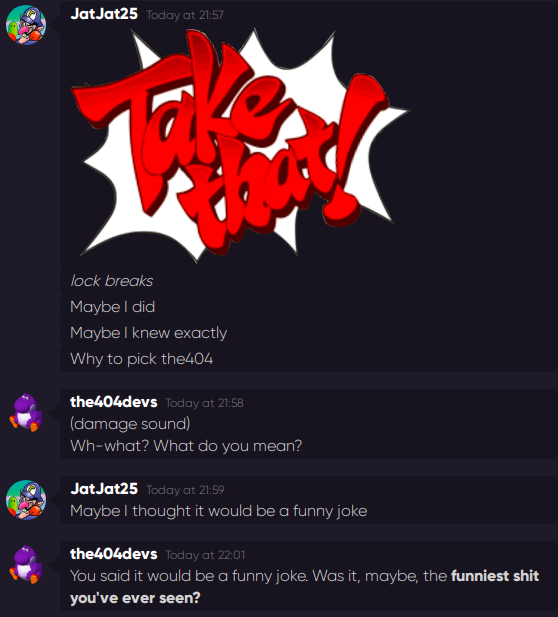 JatJat25 Today at 21:57
Take
that!
lock breaks
Maybe I did
Maybe I knew exactly
Why to pick the404
the404devs Today at 21:58
(damage sound)
Wh-what? What do you mean?
JatJat25 Today at 21:59
Maybe I thought it would be a funny joke
the404devs Today at 22:01
You said it would be a funny joke. Was it, maybe, the funniest shit
you've ever seen?